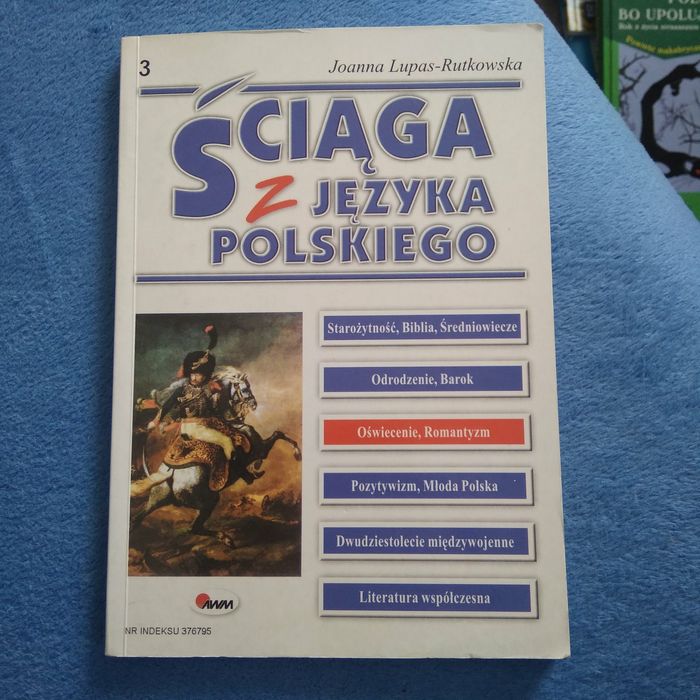 3
Joanna Lupas-Rutkowska
ŚCIĄGA
Z JĘZYKA
POLSKIEGO
Starożytność, Biblia, Średniowiecze
Odrodzenie, Barok
Oświecenie, Romantyzm
Pozytywizm, Młoda Polska
Dwudziestolecie międzywojenne
Literatura współczesna
AWM
NR INDEKSU 376795
BO UPOLU